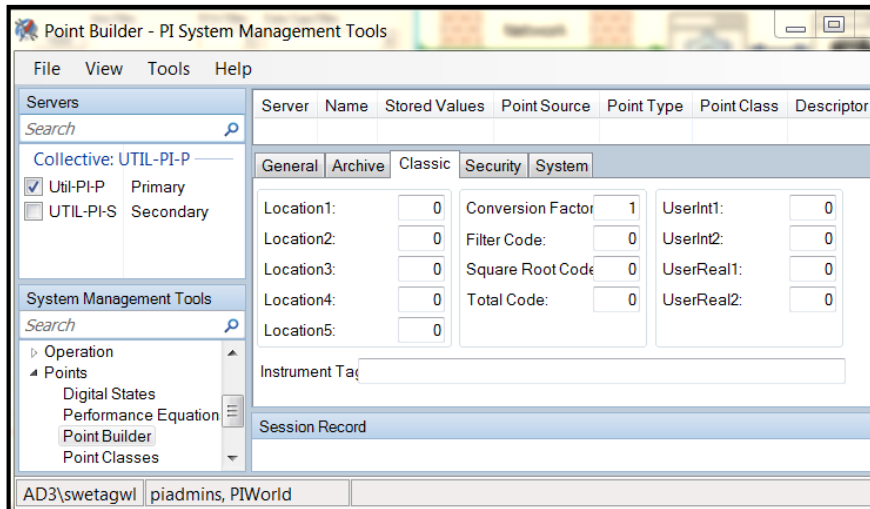 Point Builder - PI System Management Tools
File View Tools Help
Servers
Search
Collective: UTIL-PI-P
Util-PI-P Primary
UTIL-PI-S Secondary
System Management Tools
Search
Operation
Points
Digital States
Performance Equation
Point Builder
Point Classes
Server Name Stored Values Point Source Point Type Point Class Descriptor
General Archive Classic Security System
Location1: 0 Conversion Factor 1 UserInt1: 0
Location2: 0 Filter Code: 0 UserInt2: 0
Location3: 0 Square Root Code 0 UserReal1: 0
Location4: 0 Total Code: 0 UserReal2: 0
Location5: 0
Instrument Tag
Session Record
AD3\swetagwl piadmins, PIWorld